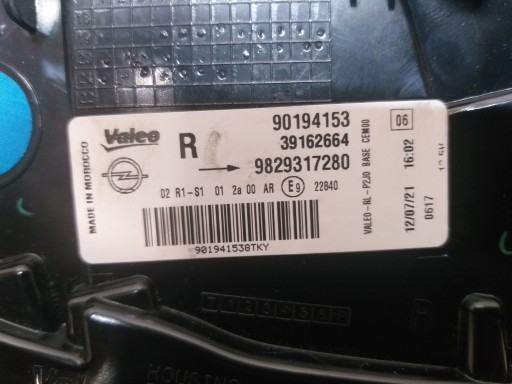 Valeo
R
90194153
39162664
9829317280
02 R1-S1 01 2a 00 AR E9 22840
901941538TKY
MADE IN MOROCCO
VALEO-RL-P2JO BASE CEM00
12/07/21 16:02
0617
06
HOUSING
R